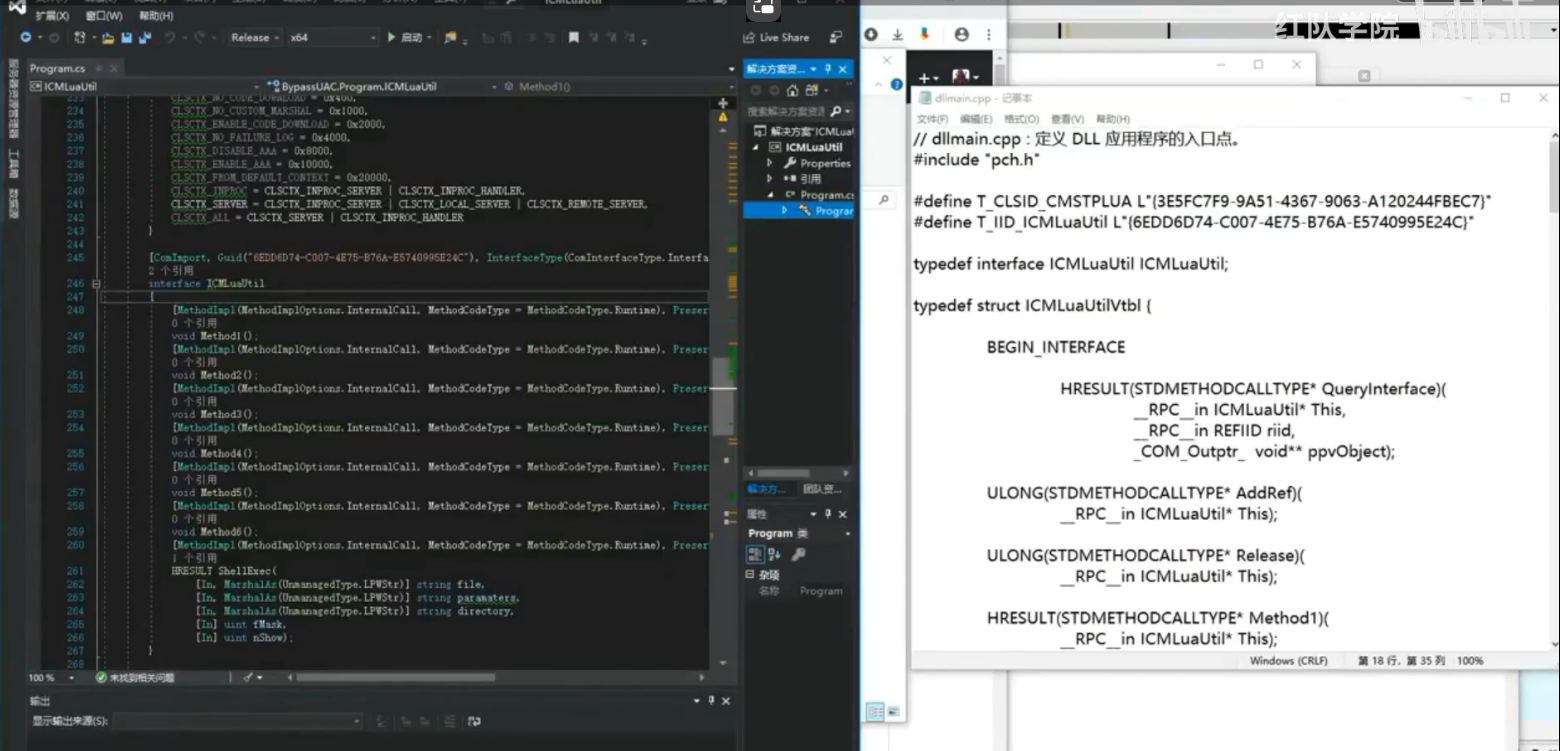 扩展(X) 窗口(W) 帮助(H)
ICMLuaUtil
Release x64 启动 Live Share
Program.cs
ICMLuaUtil BypassUAC.Program.ICMLuaUtil Method1()
233 CLSCTX_NO_CODE_DOWNLOAD = 0x400,
234 CLSCTX_NO_CUSTOM_MARSHAL = 0x1000,
235 CLSCTX_ENABLE_CODE_DOWNLOAD = 0x2000,
236 CLSCTX_NO_FAILURE_LOG = 0x4000,
237 CLSCTX_DISABLE_AAA = 0x8000,
238 CLSCTX_ENABLE_AAA = 0x10000,
239 CLSCTX_FROM_DEFAULT_CONTEXT = 0x20000,
240 CLSCTX_INPROC = CLSCTX_INPROC_SERVER | CLSCTX_INPROC_HANDLER,
241 CLSCTX_SERVER = CLSCTX_INPROC_SERVER | CLSCTX_LOCAL_SERVER | CLSCTX_REMOTE_SERVER,
242 CLSCTX_ALL = CLSCTX_SERVER | CLSCTX_INPROC_HANDLER
243 }
244
245 [ComImport, Guid("6EDD6D74-C007-4E75-B76A-E5740995E24C"), InterfaceType(ComInterfaceType.Interfa
2 个引用
246 interface ICMLuaUtil
247 {
248 [MethodImpl(MethodImplOptions.InternalCall, MethodCodeType = MethodCodeType.Runtime), Preser
0 个引用
249 void Method1();
250 [MethodImpl(MethodImplOptions.InternalCall, MethodCodeType = MethodCodeType.Runtime), Preser
0 个引用
251 void Method2();
252 [MethodImpl(MethodImplOptions.InternalCall, MethodCodeType = MethodCodeType.Runtime), Preser
0 个引用
253 void Method3();
254 [MethodImpl(MethodImplOptions.InternalCall, MethodCodeType = MethodCodeType.Runtime), Preser
0 个引用
255 void Method4();
256 [MethodImpl(MethodImplOptions.InternalCall, MethodCodeType = MethodCodeType.Runtime), Preser
0 个引用
257 void Method5();
258 [MethodImpl(MethodImplOptions.InternalCall, MethodCodeType = MethodCodeType.Runtime), Preser
0 个引用
259 void Method6();
260 [MethodImpl(MethodImplOptions.InternalCall, MethodCodeType = MethodCodeType.Runtime), Preser
1 个引用
261 HRESULT ShellExec(
262 [In, MarshalAs(UnmanagedType.LPWStr)] string file,
263 [In, MarshalAs(UnmanagedType.LPWStr)] string paramaters,
264 [In, MarshalAs(UnmanagedType.LPWStr)] string directory,
265 [In] uint fMask,
266 [In] uint nShow);
267 }
268
100 % 未找到相关问题
输出
显示输出来源(S):
服务器资源管理器
工具箱
数据源
解决方案资...
搜索解决方案资源
解决方案"ICMLua
ICMLuaUtil
Properties
引用
Program.cs
Program
解决方... 团队资...
属性
Program 类
杂项
名称 Program
红队学院
dllmain.cpp - 记事本
文件(F) 编辑(E) 格式(O) 查看(V) 帮助(H)
// dllmain.cpp : 定义 DLL 应用程序的入口点。
#include "pch.h"
#define T_CLSID_CMSTPLUA L"{3E5FC7F9-9A51-4367-9063-A120244FBEC7}"
#define T_IID_ICMLuaUtil L"{6EDD6D74-C007-4E75-B76A-E5740995E24C}"
typedef interface ICMLuaUtil ICMLuaUtil;
typedef struct ICMLuaUtilVtbl {
BEGIN_INTERFACE
HRESULT(STDMETHODCALLTYPE* QueryInterface)(
__RPC__in ICMLuaUtil* This,
__RPC__in REFIID riid,
_COM_Outptr_ void** ppvObject);
ULONG(STDMETHODCALLTYPE* AddRef)(
__RPC__in ICMLuaUtil* This);
ULONG(STDMETHODCALLTYPE* Release)(
__RPC__in ICMLuaUtil* This);
HRESULT(STDMETHODCALLTYPE* Method1)(
__RPC__in ICMLuaUtil* This);
Windows (CRLF) 第 18 行，第 35 列 100%